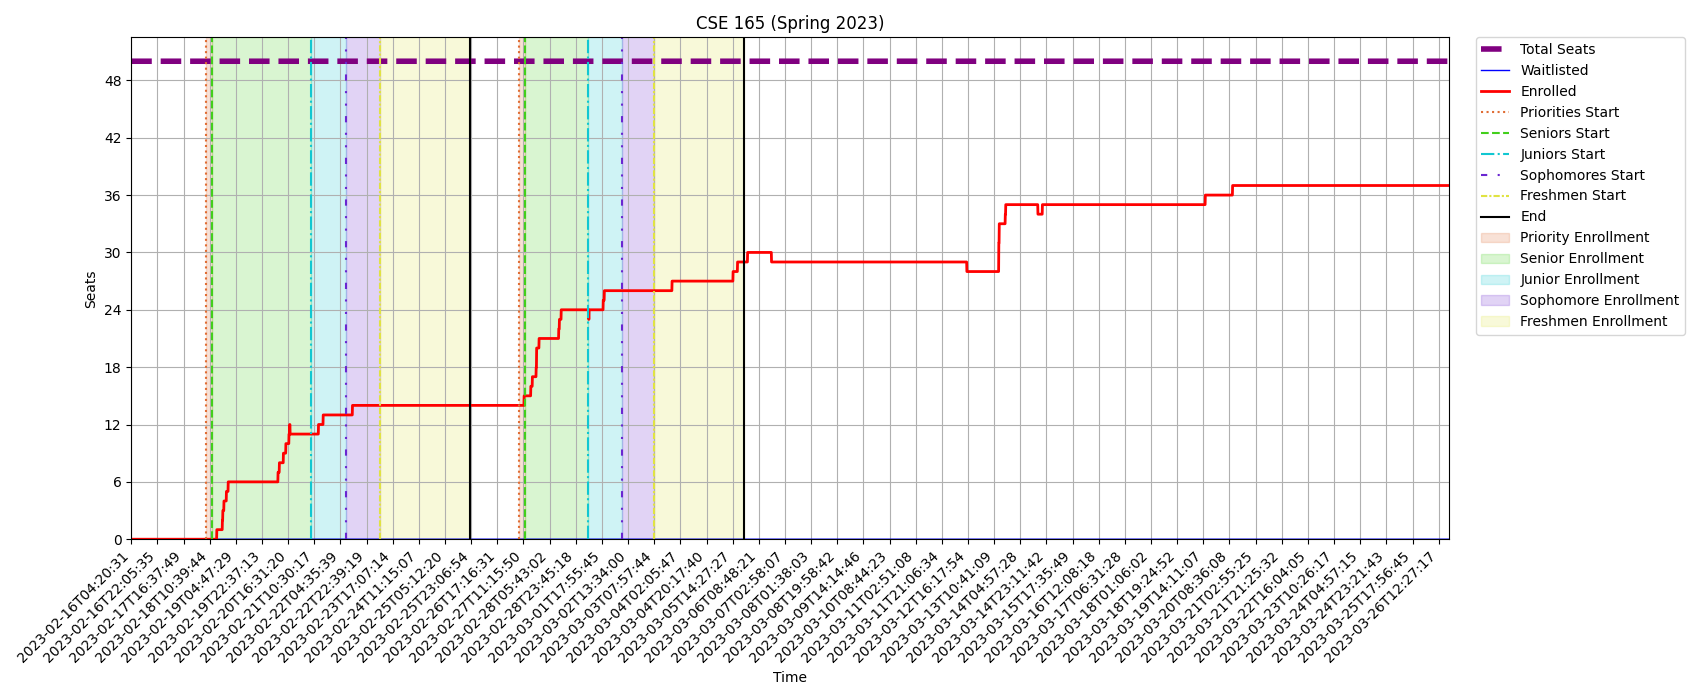 CSE 165 (Spring 2023)
Seats
48
42
36
30
24
18
12
6
0
2023-02-16T04:20:31
2023-02-16T22:05:35
2023-02-17T16:37:49
2023-02-18T10:39:44
2023-02-19T04:47:29
2023-02-19T22:37:13
2023-02-20T16:31:20
2023-02-21T10:30:17
2023-02-22T04:35:39
2023-02-22T22:39:19
2023-02-23T17:07:14
2023-02-24T11:15:07
2023-02-25T05:12:20
2023-02-25T23:06:54
2023-02-26T17:16:31
2023-02-27T11:15:50
2023-02-28T05:43:02
2023-02-28T23:45:18
2023-03-01T17:55:45
2023-03-02T13:34:00
2023-03-03T07:57:44
2023-03-04T02:05:47
2023-03-04T20:17:40
2023-03-05T14:27:27
2023-03-06T08:48:21
2023-03-07T02:58:07
2023-03-08T01:38:03
2023-03-08T19:58:42
2023-03-09T14:14:46
2023-03-10T08:44:23
2023-03-11T02:51:08
2023-03-11T21:06:34
2023-03-12T16:17:54
2023-03-13T10:41:09
2023-03-14T04:57:28
2023-03-14T23:11:42
2023-03-15T17:35:49
2023-03-16T12:08:18
2023-03-17T06:31:28
2023-03-18T01:06:02
2023-03-18T19:24:52
2023-03-19T14:11:07
2023-03-20T08:36:08
2023-03-21T02:55:25
2023-03-21T21:25:32
2023-03-22T16:04:05
2023-03-23T10:26:17
2023-03-24T04:57:15
2023-03-24T23:21:43
2023-03-25T17:56:45
2023-03-26T12:27:17
Time
Total Seats
Waitlisted
Enrolled
Priorities Start
Seniors Start
Juniors Start
Sophomores Start
Freshmen Start
End
Priority Enrollment
Senior Enrollment
Junior Enrollment
Sophomore Enrollment
Freshmen Enrollment